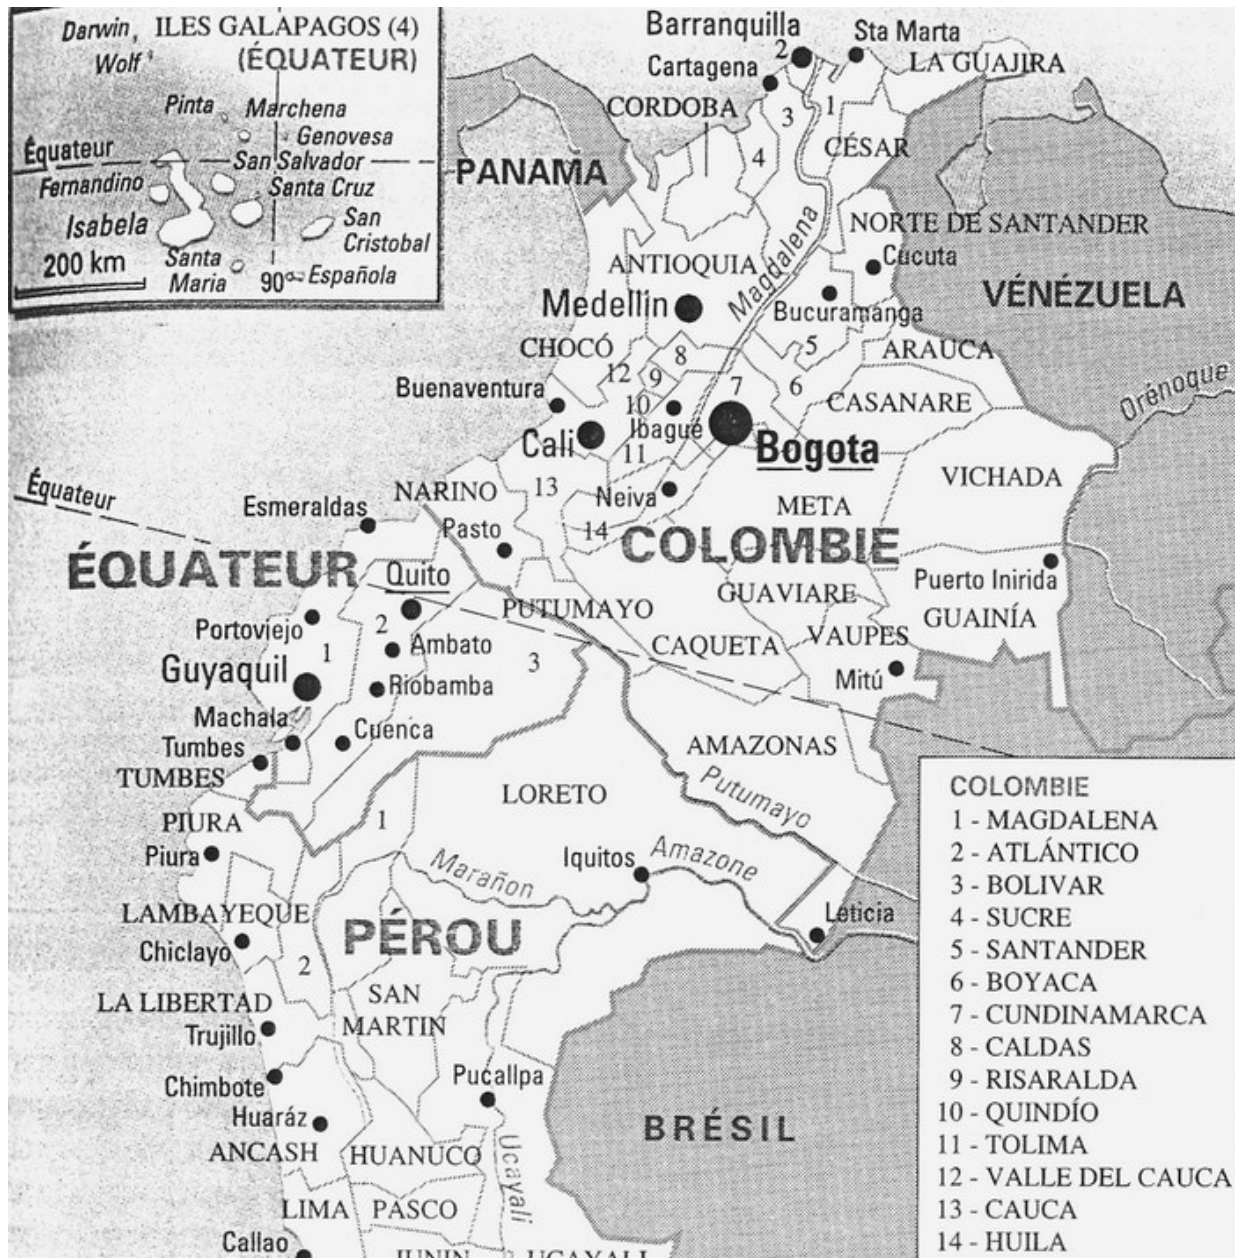 Darwin
ILES GALAPAGOS (4)
Wolf
(ÉQUATEUR)
Pinta
Marchena
Genovesa
Équateur
San Salvador
Fernandino
Santa Cruz
Isabela
San
Cristobal
Santa
Maria
200 km
90°
Española
Barranquilla
Sta Marta
2
Cartagena
LA GUAJIRA
CORDOBA
3
1
CÉSAR
4
PANAMA
NORTE DE SANTANDER
Magdalena
Cucuta
ANTIOQUIA
VÉNÉZUELA
Medellin
Bucuramanga
CHOCÓ
8
5
ARAUCA
12
9
7
6
Orénoque
Buenaventura
10
CASANARE
Ibagué
Cali
11
Bogota
VICHADA
Équateur
NARINO
13
Neiva
META
Esmeraldas
Pasto
14
COLOMBIE
ÉQUATEUR
Quito
Puerto Inirida
PUTUMAYO
GUAVIARE
GUAINÍA
Portoviejo
2
Ambato
3
CAQUETA
VAUPES
1
Guyaquil
Riobamba
Mitú
Machala
Cuenca
Tumbes
AMAZONAS
TUMBES
LORETO
Putumayo
PIURA
1
Piura
Marañon
Iquitos
Amazone
LAMBAYEQUE
PÉROU
Leticia
Chiclayo
2
LA LIBERTAD
SAN
MARTIN
Trujillo
Chimbote
Pucallpa
Huaráz
BRÉSIL
ANCASH
HUANUCO
Ucayali
LIMA
PASCO
Callao
JUNIN
UCAYALI
COLOMBIE
1 - MAGDALENA
2 - ATLÁNTICO
3 - BOLIVAR
4 - SUCRE
5 - SANTANDER
6 - BOYACA
7 - CUNDINAMARCA
8 - CALDAS
9 - RISARALDA
10 - QUINDÍO
11 - TOLIMA
12 - VALLE DEL CAUCA
13 - CAUCA
14 - HUILA